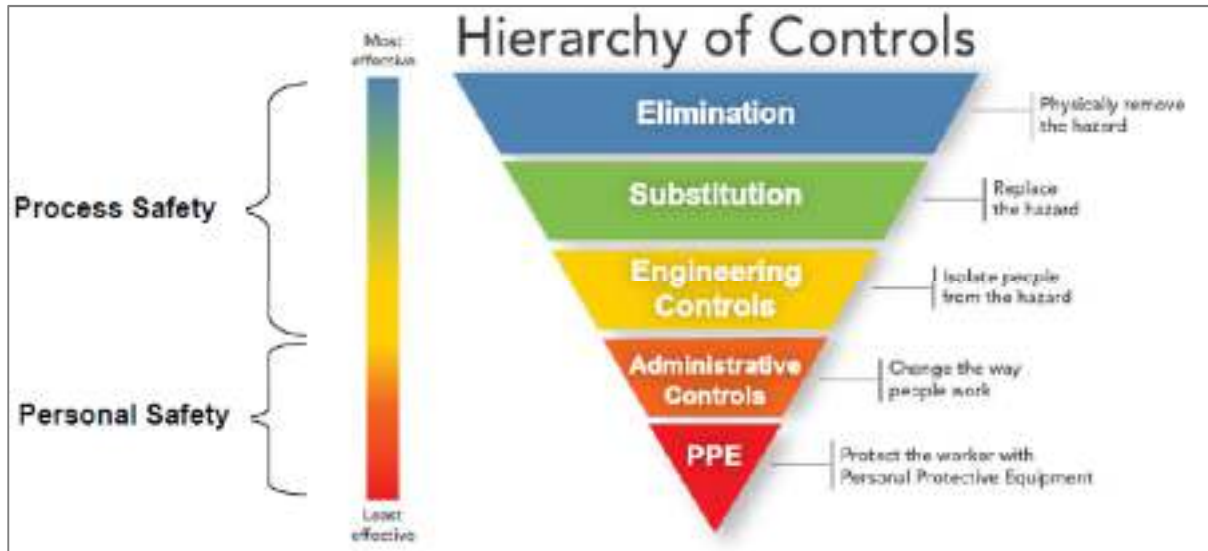 Hierarchy of Controls
Most
effective
Elimination
Physically remove
the hazard
Process Safety
Substitution
Replace
the hazard
Engineering
Controls
Isolate people
from the hazard
Administrative
Controls
Change the way
people work
Personal Safety
PPE
Protect the worker with
Personal Protective Equipment
Least
effective